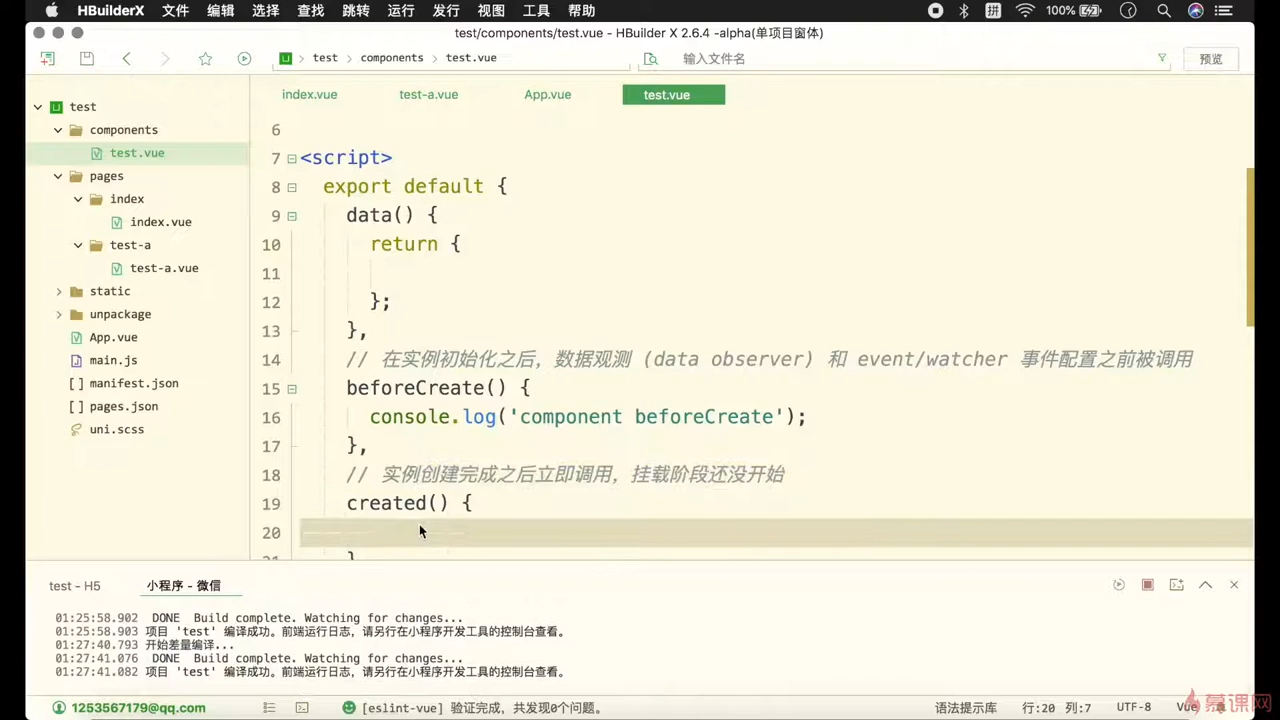 HBuilderX 文件 编辑 选择 查找 跳转 运行 发行 视图 工具 帮助 100%
test/components/test.vue - HBuilder X 2.6.4 -alpha(单项目窗体)
test > components > test.vue 输入文件名 预览
index.vue test-a.vue App.vue test.vue
test
components
test.vue
pages
index
index.vue
test-a
test-a.vue
static
unpackage
App.vue
main.js
manifest.json
pages.json
uni.scss
6
7 <script>
8 export default {
9 data() {
10 return {
11
12 };
13 },
14 // 在实例初始化之后，数据观测 (data observer) 和 event/watcher 事件配置之前被调用
15 beforeCreate() {
16 console.log('component beforeCreate');
17 },
18 // 实例创建完成之后立即调用，挂载阶段还没开始
19 created() {
20
21 }
test - H5 小程序 - 微信
01:25:58.902 DONE Build complete. Watching for changes...
01:25:58.903 项目 'test' 编译成功。前端运行日志，请另行在小程序开发工具的控制台查看。
01:27:40.793 开始差量编译...
01:27:41.076 DONE Build complete. Watching for changes...
01:27:41.082 项目 'test' 编译成功。前端运行日志，请另行在小程序开发工具的控制台查看。
1253567179@qq.com [eslint-vue] 验证完成，共发现0个问题。 语法提示库 行:20 列:7 UTF-8 Vue
慕课网